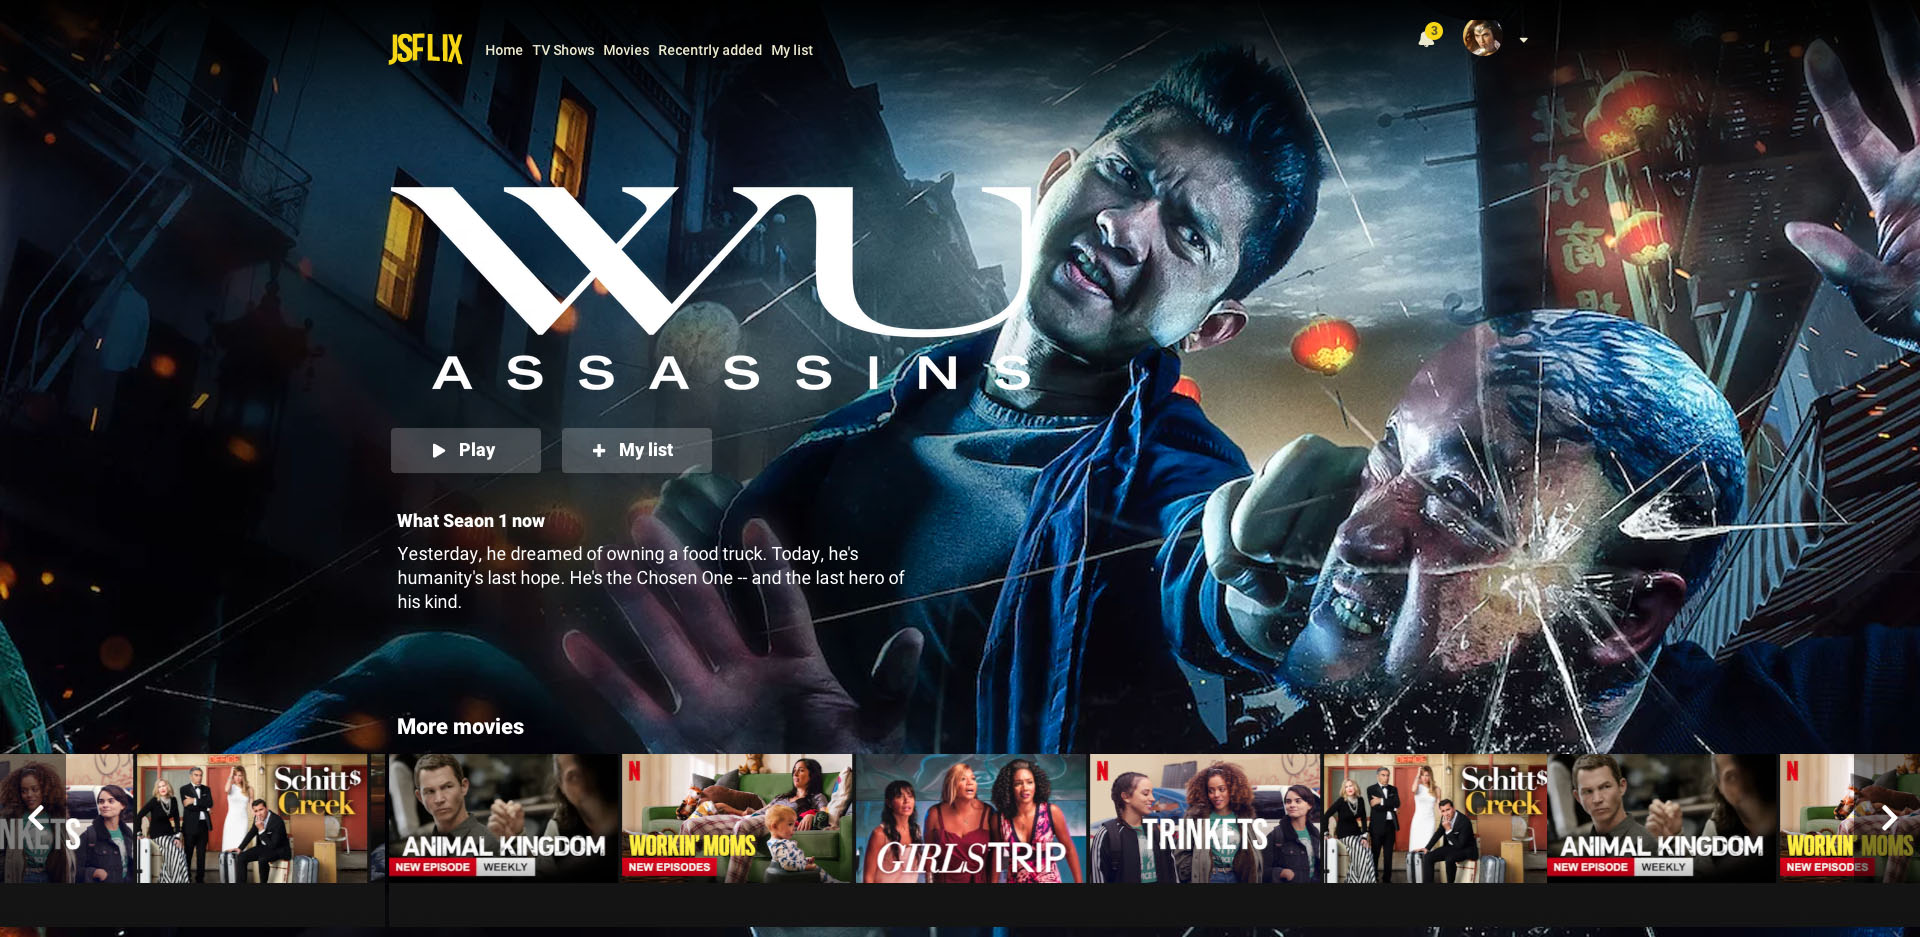 JSFLIX Home TV Shows Movies Recentrly added My list
3
WU
ASSASSINS
Play My list
What Seaon 1 now
Yesterday, he dreamed of owning a food truck. Today, he's
humanity's last hope. He's the Chosen One -- and the last hero of
his kind.
More movies
NKETS
OFFICE
Schitt$
Creek
ANIMAL KINGDOM
NEW EPISODE WEEKLY
N
WORKIN' MOMS
NEW EPISODES
GIRLS TRIP
N
TRINKETS
OFFICE
Schitt$
Creek
ANIMAL KINGDOM
NEW EPISODE WEEKLY
N
WORKIN' MOMS
NEW EPISODES